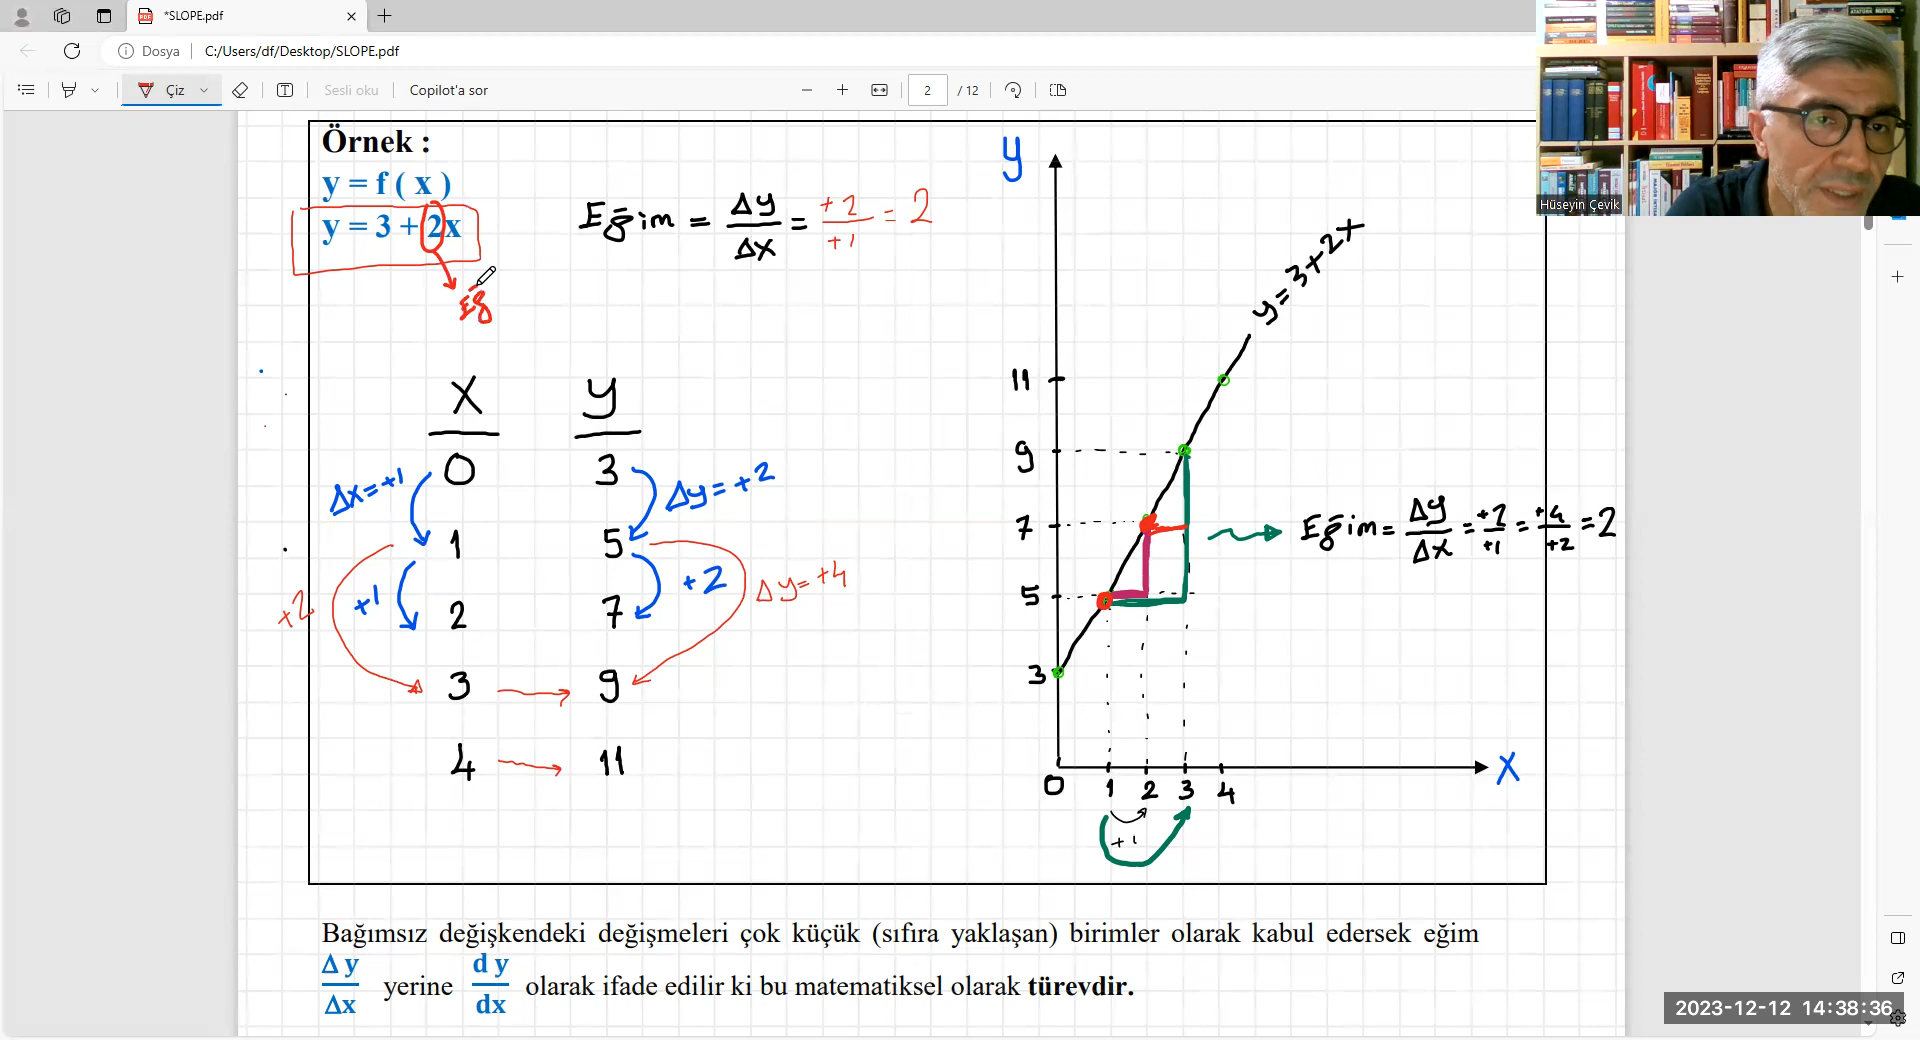 *SLOPE.pdf
Dosya
C:/Users/df/Desktop/SLOPE.pdf
Çiz
Sesli oku
Copilot'a sor
2
/ 12
Hüseyin Çevik
Örnek :
y = f ( x )
y = 3 + 2x
Eğ
Eğim = Δy/Δx = +2/+1 = 2
x y
0 3
1 5
2 7
3 9
4 11
Δx=+1
Δy=+2
+1
+2
+2
Δy=+4
y
y=3+2x
11
9
7
5
3
0 1 2 3 4
x
+1
Eğim = Δy/Δx = +2/+1 = +4/+2 = 2
Bağımsız değişkendeki değişmeleri çok küçük (sıfıra yaklaşan) birimler olarak kabul edersek eğim
Δy/Δx yerine dy/dx olarak ifade edilir ki bu matematiksel olarak türevdir.
2023-12-12 14:38:36